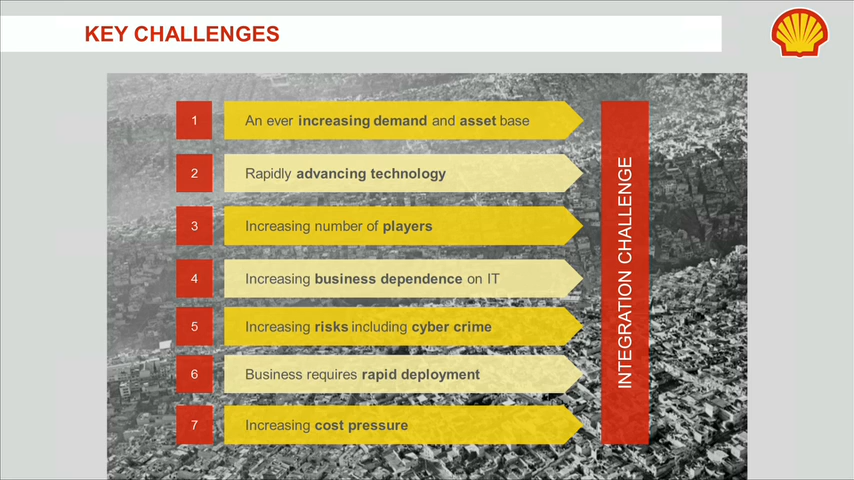 KEY CHALLENGES
1 An ever increasing demand and asset base
2 Rapidly advancing technology
3 Increasing number of players
4 Increasing business dependence on IT
5 Increasing risks including cyber crime
6 Business requires rapid deployment
7 Increasing cost pressure
INTEGRATION CHALLENGE